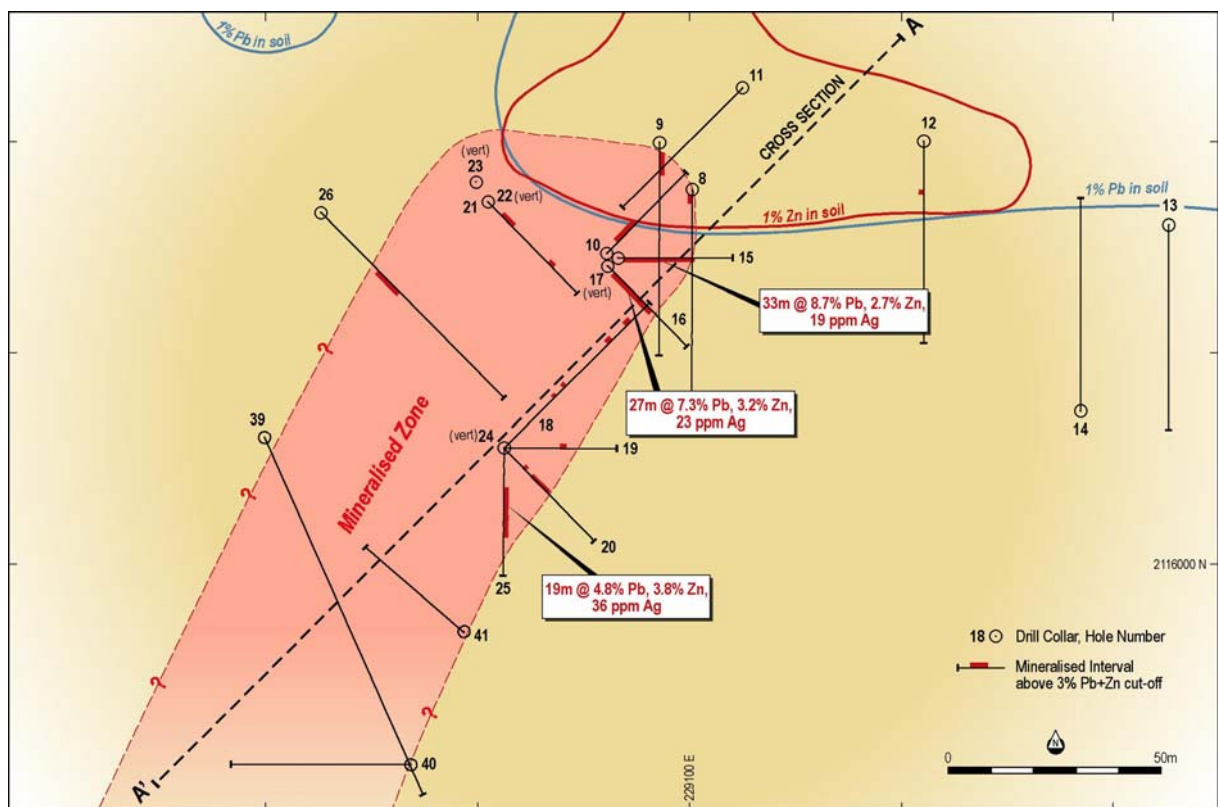 1% Pb in soil
A
11
CROSS SECTION
9
12
(vert)
23
8
1% Pb in soil
22 (vert)
26
21
1% Zn in soil
13
10
15
17
(vert)
33m @ 8.7% Pb, 2.7% Zn,
19 ppm Ag
16
?
27m @ 7.3% Pb, 3.2% Zn,
23 ppm Ag
39
Mineralised Zone
18
14
(vert) 24
19
?
20
2116000 N
25
19m @ 4.8% Pb, 3.8% Zn,
36 ppm Ag
41
18 Drill Collar, Hole Number
Mineralised Interval
above 3% Pb+Zn cut-off
?
?
N
40
229100 E
0
50m
A'